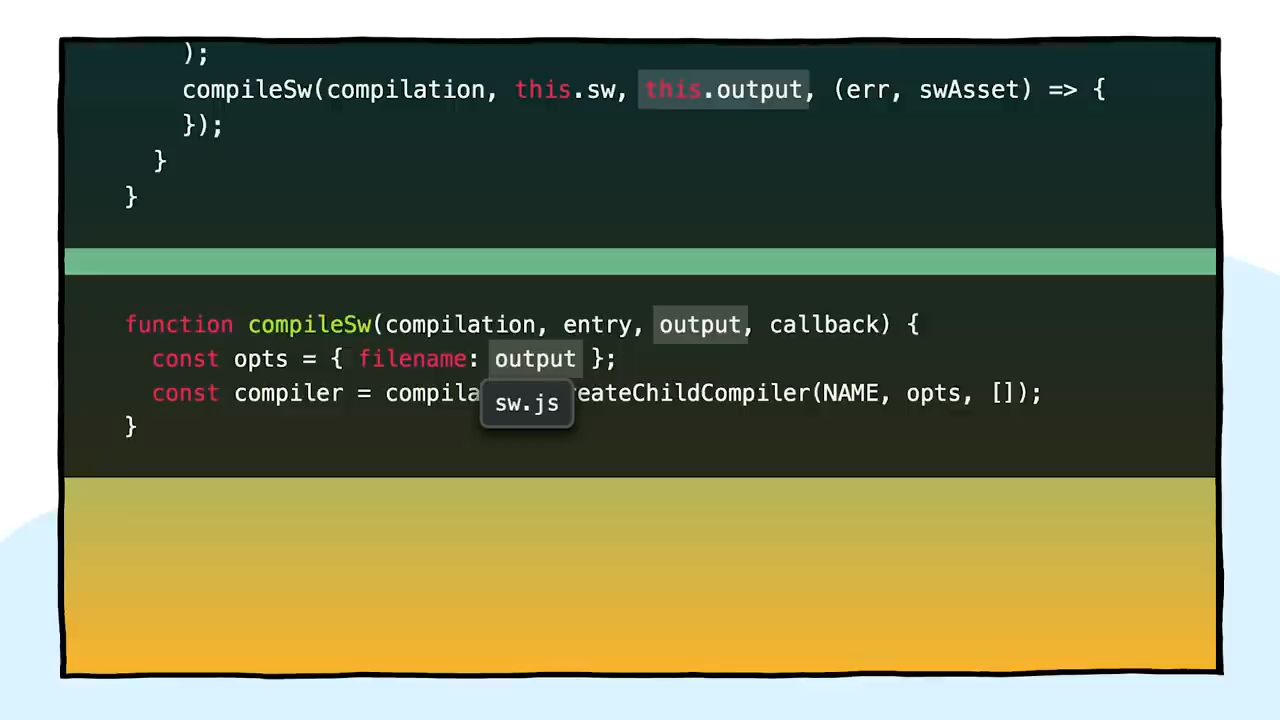 );
compileSw(compilation, this.sw, this.output, (err, swAsset) => {
});
}
}
function compileSw(compilation, entry, output, callback) {
const opts = { filename: output };
const compiler = compila eateChildCompiler(NAME, opts, []);
sw.js
}